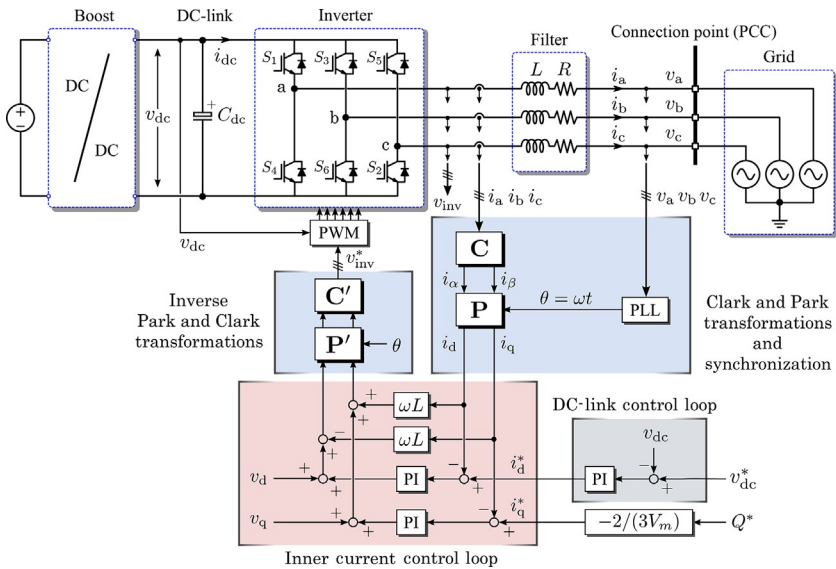 Boost DC-link Inverter
Connection point (PCC)
Filter
Grid
i_dc
S₁ S₃ S₅
L R
i_a v_a
DC
a
v_dc C_dc +
b
i_b v_b
DC
c
i_c v_c
S₄ S₆ S₂
v_inv i_a i_b i_c v_a v_b v_c
v_dc
PWM
v*_inv
C
C′
i_α i_β
Inverse
Park and Clark
transformations
P
θ = ωt
PLL
Clark and Park
transformations
and
synchronization
P′
θ
i_d i_q
+ ωL
+
DC-link control loop
− ωL
+
v_dc
v_d + + PI − + i*_d
PI − + v*_dc
v_q + + PI − + i*_q
−2/(3V_m) Q*
Inner current control loop